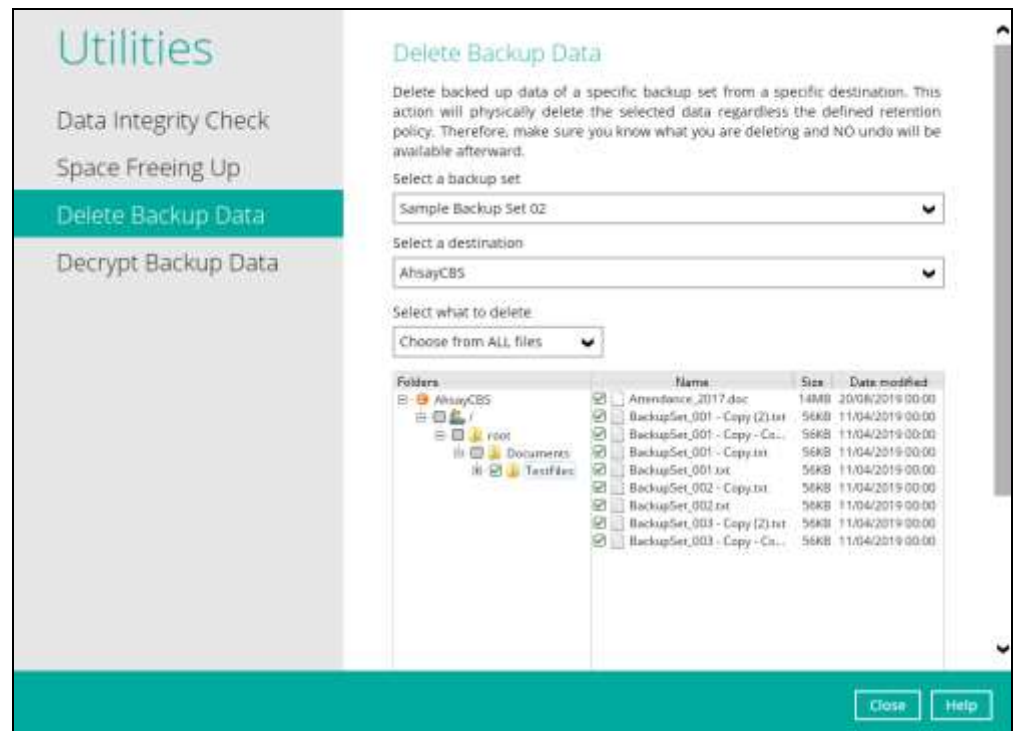 Utilities
Data Integrity Check
Space Freeing Up
Delete Backup Data
Decrypt Backup Data
Delete Backup Data
Delete backed up data of a specific backup set from a specific destination. This
action will physically delete the selected data regardless the defined retention
policy. Therefore, make sure you know what you are deleting and NO undo will be
available afterward.
Select a backup set
Sample Backup Set 02
Select a destination
AhsayCBS
Select what to delete
Choose from ALL files
Folders
AhsayCBS
/
root
Documents
TestFiles
Name Size Date modified
Attendance_2017.doc 14MB 20/08/2019 00:00
BackupSet_001 - Copy (2).txt 56KB 11/04/2019 00:00
BackupSet_001 - Copy - Co... 56KB 11/04/2019 00:00
BackupSet_001 - Copy.txt 56KB 11/04/2019 00:00
BackupSet_001.txt 56KB 11/04/2019 00:00
BackupSet_002 - Copy.txt 56KB 11/04/2019 00:00
BackupSet_002.txt 56KB 11/04/2019 00:00
BackupSet_003 - Copy (2).txt 56KB 11/04/2019 00:00
BackupSet_003 - Copy - Co... 56KB 11/04/2019 00:00
Close Help